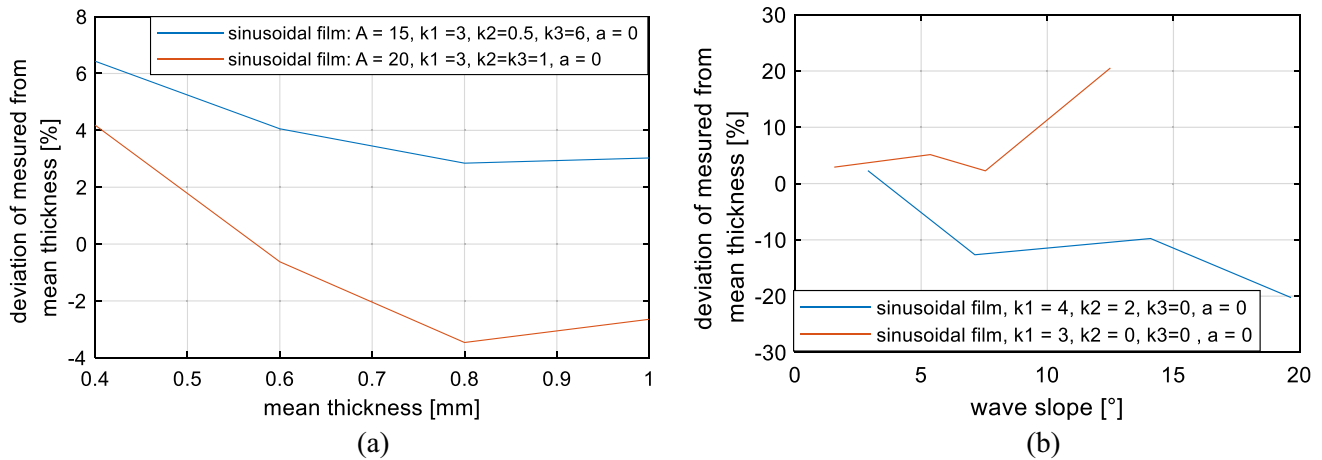 deviation of mesured from
mean thickness [%]
8
6
4
2
0
-2
-4
sinusoidal film: A = 15, k1 =3, k2=0.5, k3=6, a = 0
sinusoidal film: A = 20, k1 =3, k2=k3=1, a = 0
0.4 0.5 0.6 0.7 0.8 0.9 1
mean thickness [mm]
(a)
deviation of mesured from
mean thickness [%]
30
20
10
0
-10
-20
-30
sinusoidal film, k1 = 4, k2 = 2, k3=0, a = 0
sinusoidal film, k1 = 3, k2 = 0, k3=0 , a = 0
0 5 10 15 20
wave slope [°]
(b)